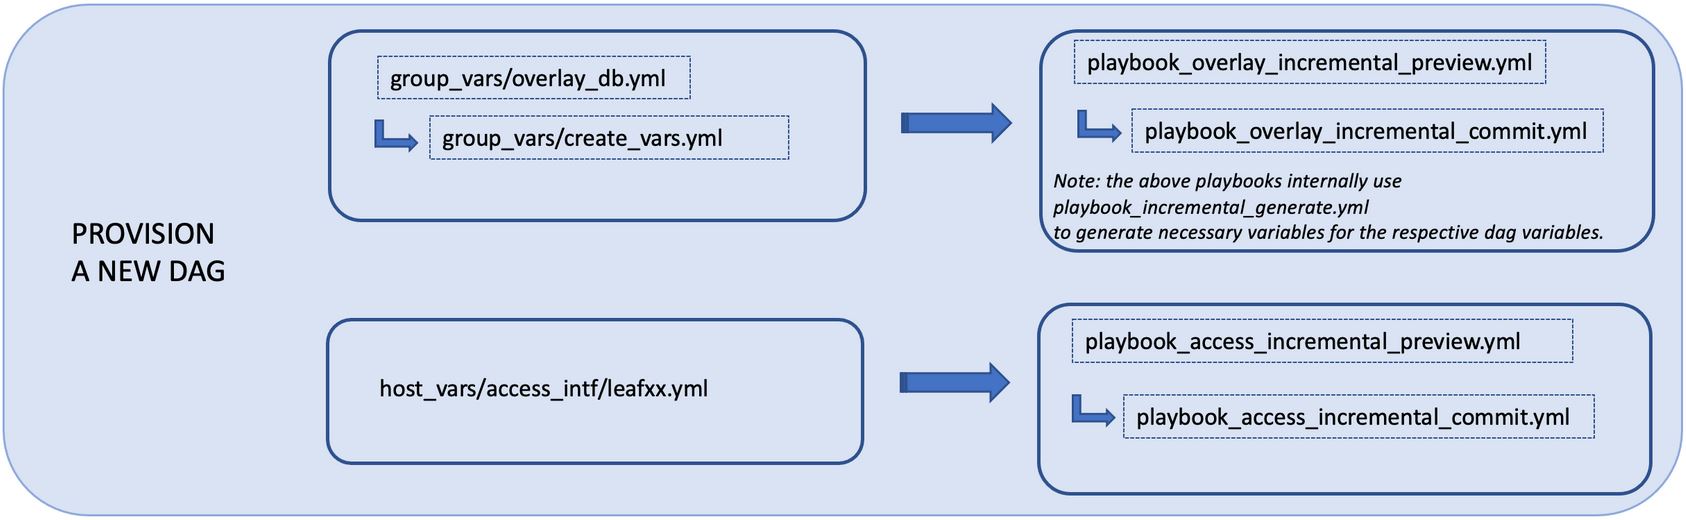 PROVISION
A NEW DAG
group_vars/overlay_db.yml
group_vars/create_vars.yml
playbook_overlay_incremental_preview.yml
playbook_overlay_incremental_commit.yml
Note: the above playbooks internally use
playbook_incremental_generate.yml
to generate necessary variables for the respective dag variables.
host_vars/access_intf/leafxx.yml
playbook_access_incremental_preview.yml
playbook_access_incremental_commit.yml